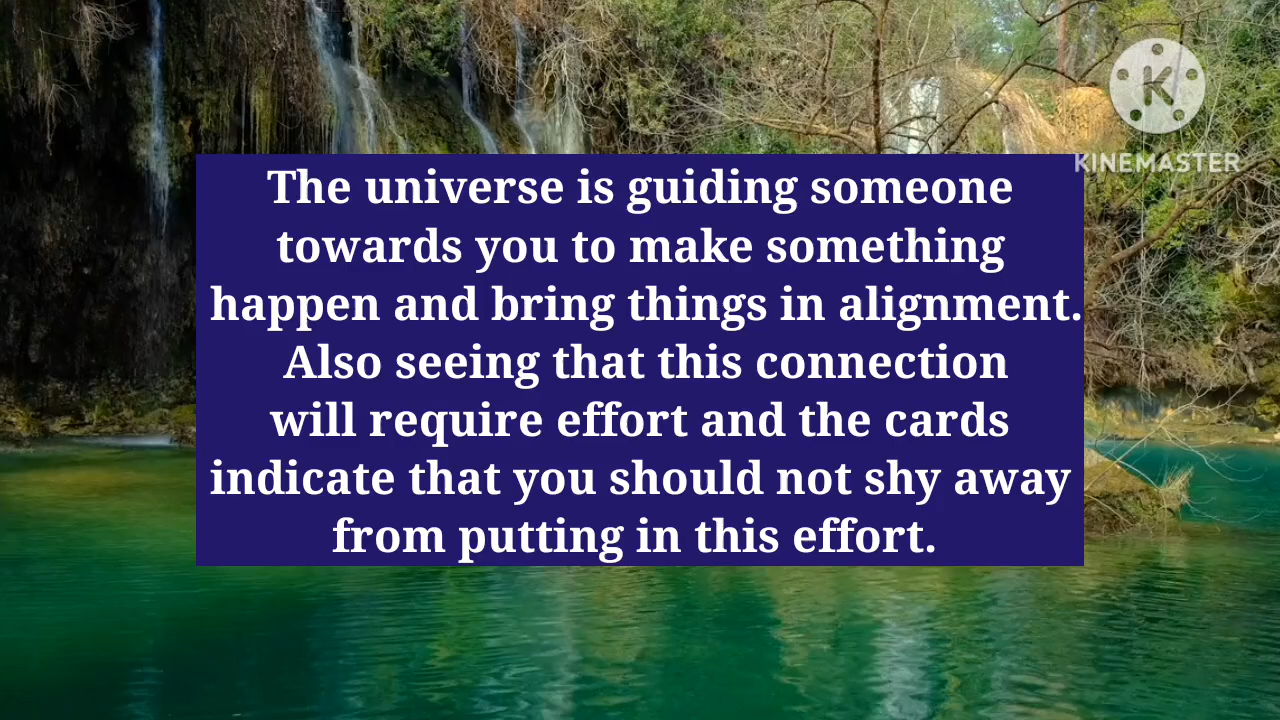 K
KINEMASTER
The universe is guiding someone
towards you to make something
happen and bring things in alignment.
Also seeing that this connection
will require effort and the cards
indicate that you should not shy away
from putting in this effort.